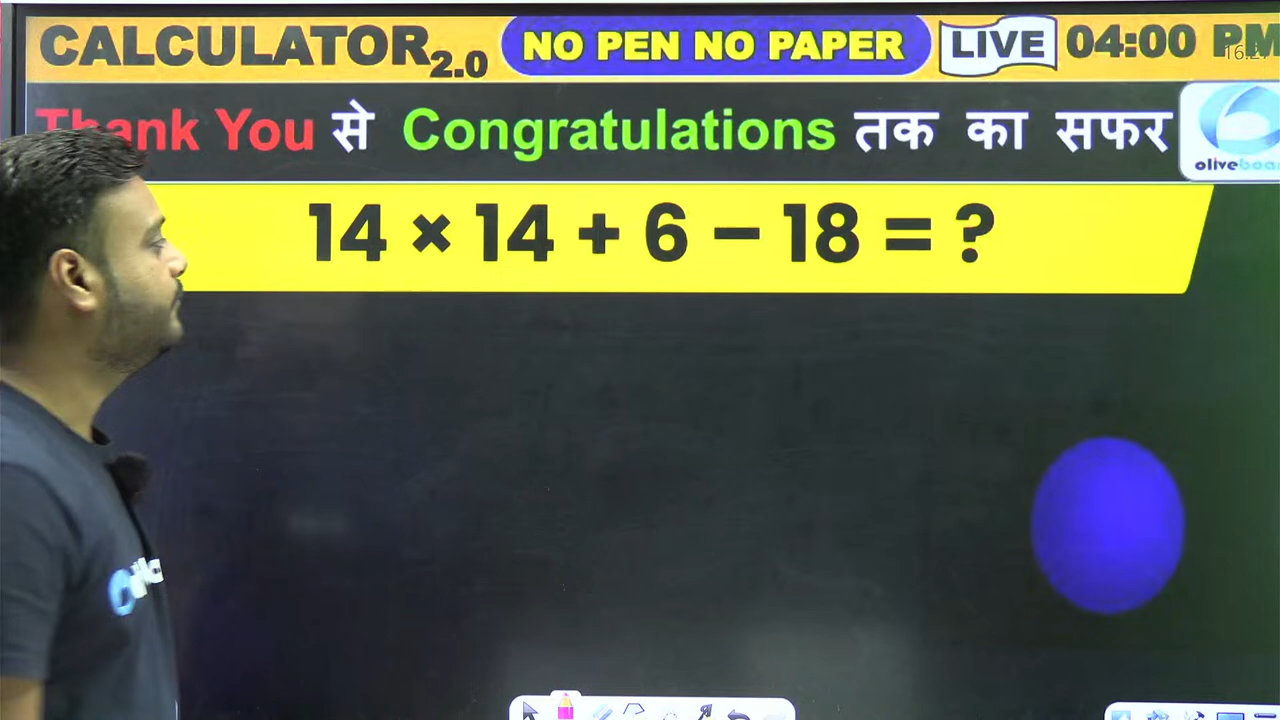 CALCULATOR2.0 NO PEN NO PAPER LIVE 04:00 PM
Thank You से Congratulations तक का सफर
14 × 14 + 6 – 18 = ?